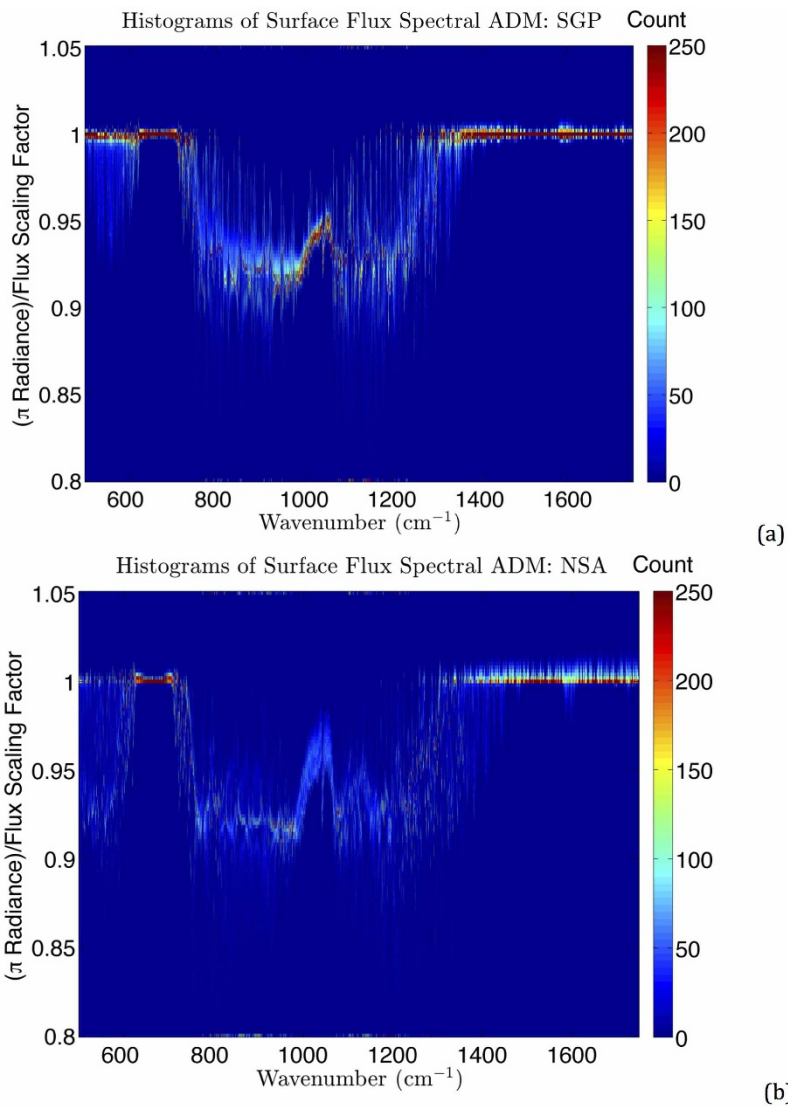 Histograms of Surface Flux Spectral ADM: SGP Count
(π Radiance)/Flux Scaling Factor
1.05
1
0.95
0.9
0.85
0.8
600 800 1000 1200 1400 1600
Wavenumber (cm⁻¹)
250
200
150
100
50
0
(a)
Histograms of Surface Flux Spectral ADM: NSA Count
(π Radiance)/Flux Scaling Factor
1.05
1
0.95
0.9
0.85
0.8
600 800 1000 1200 1400 1600
Wavenumber (cm⁻¹)
250
200
150
100
50
0
(b)